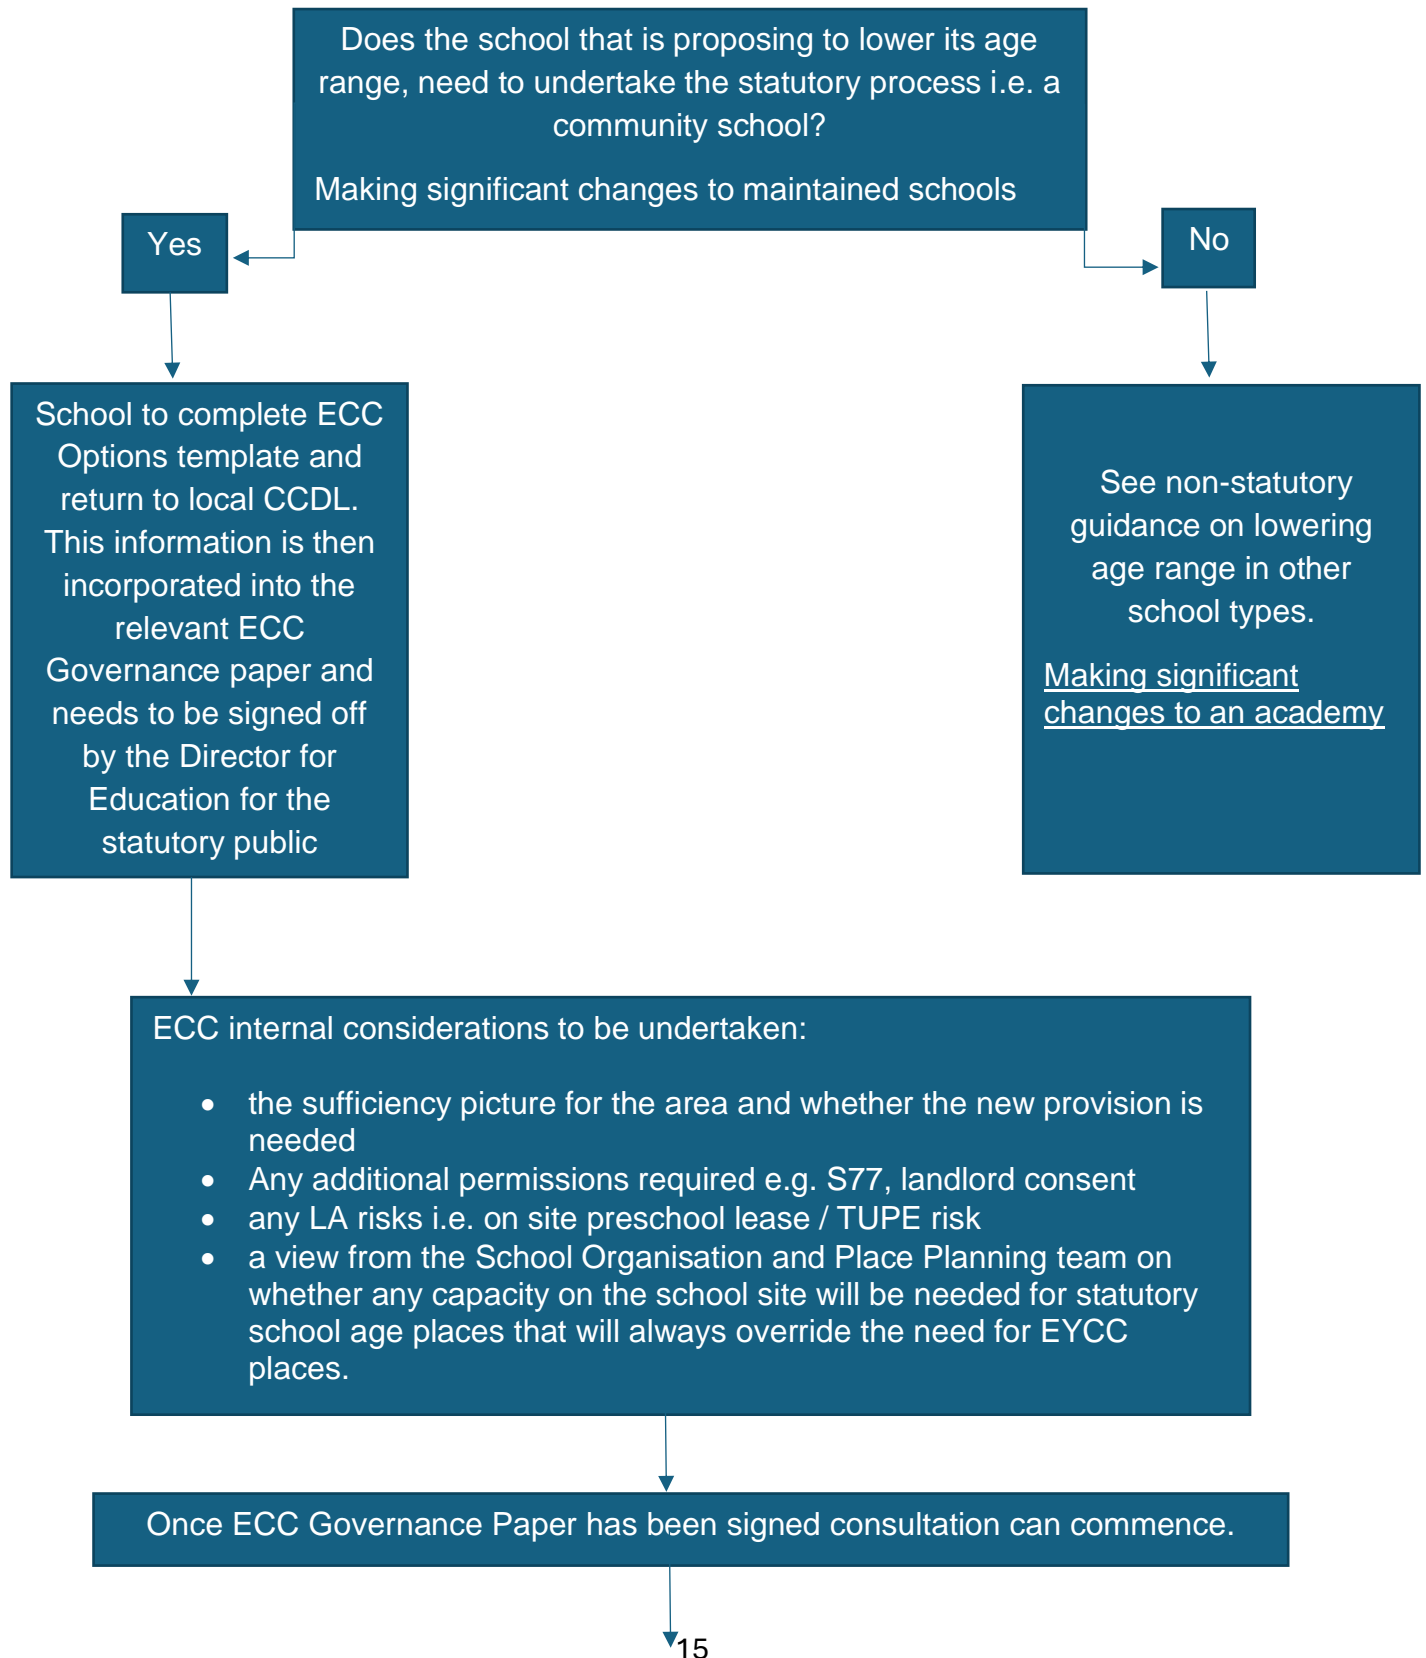 Does the school that is proposing to lower its age
range, need to undertake the statutory process i.e. a
community school?
Making significant changes to maintained schools
Yes
No
School to complete ECC
Options template and
return to local CCDL.
This information is then
incorporated into the
relevant ECC
Governance paper and
needs to be signed off
by the Director for
Education for the
statutory public
See non-statutory
guidance on lowering
age range in other
school types.
Making significant
changes to an academy
ECC internal considerations to be undertaken:
• the sufficiency picture for the area and whether the new provision is
needed
• Any additional permissions required e.g. S77, landlord consent
• any LA risks i.e. on site preschool lease / TUPE risk
• a view from the School Organisation and Place Planning team on
whether any capacity on the school site will be needed for statutory
school age places that will always override the need for EYCC
places.
Once ECC Governance Paper has been signed consultation can commence.
15